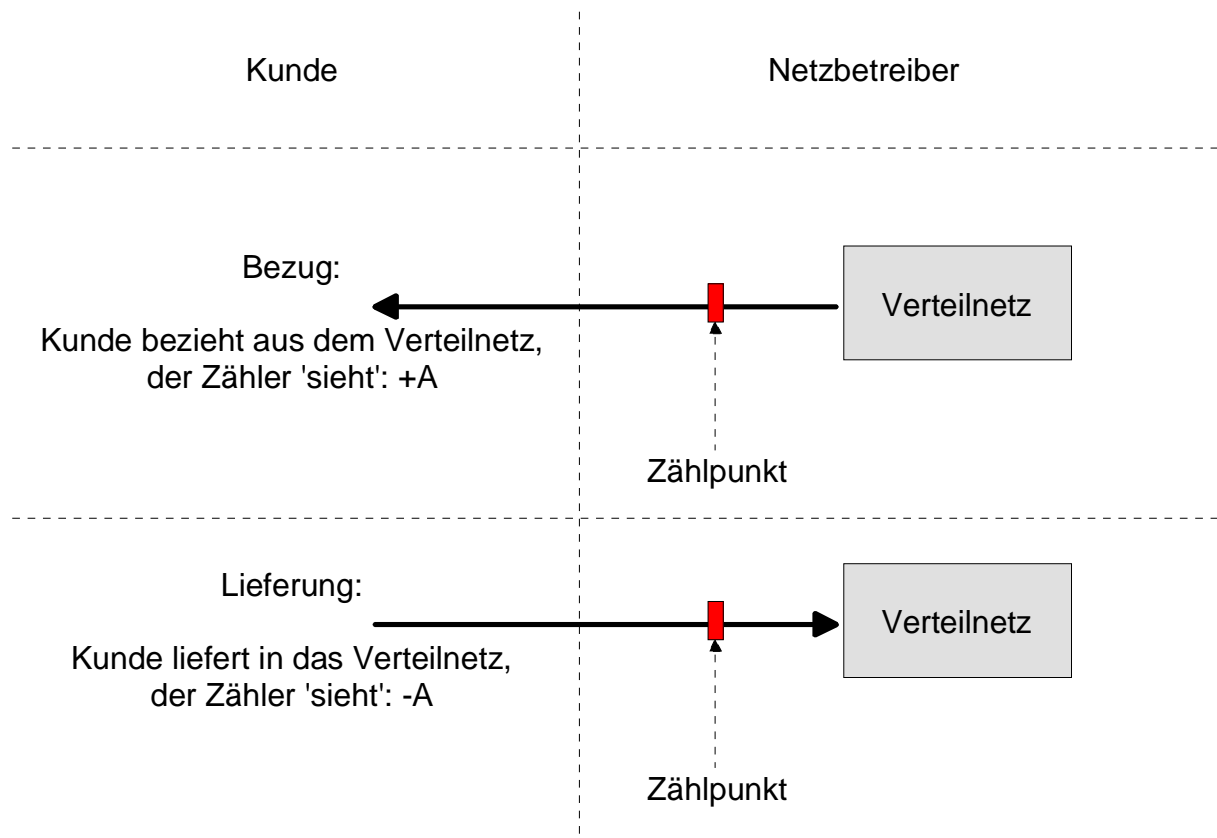 Kunde
Netzbetreiber
Bezug:
Kunde bezieht aus dem Verteilnetz,
der Zähler 'sieht': +A
Verteilnetz
Zählpunkt
Lieferung:
Kunde liefert in das Verteilnetz,
der Zähler 'sieht': -A
Verteilnetz
Zählpunkt